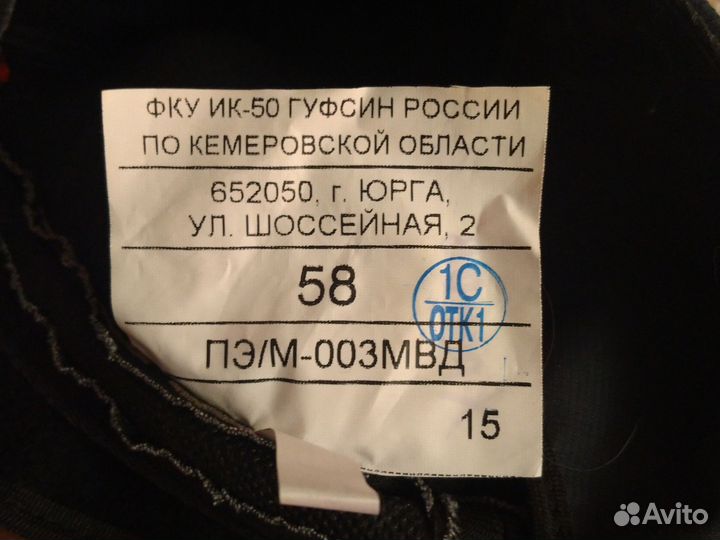 ФКУ ИК-50 ГУФСИН РОССИИ
ПО КЕМЕРОВСКОЙ ОБЛАСТИ
652050, г. ЮРГА,
УЛ. ШОССЕЙНАЯ, 2
58
1С
ОТК1
ПЭ/М-003МВД
15
Avito